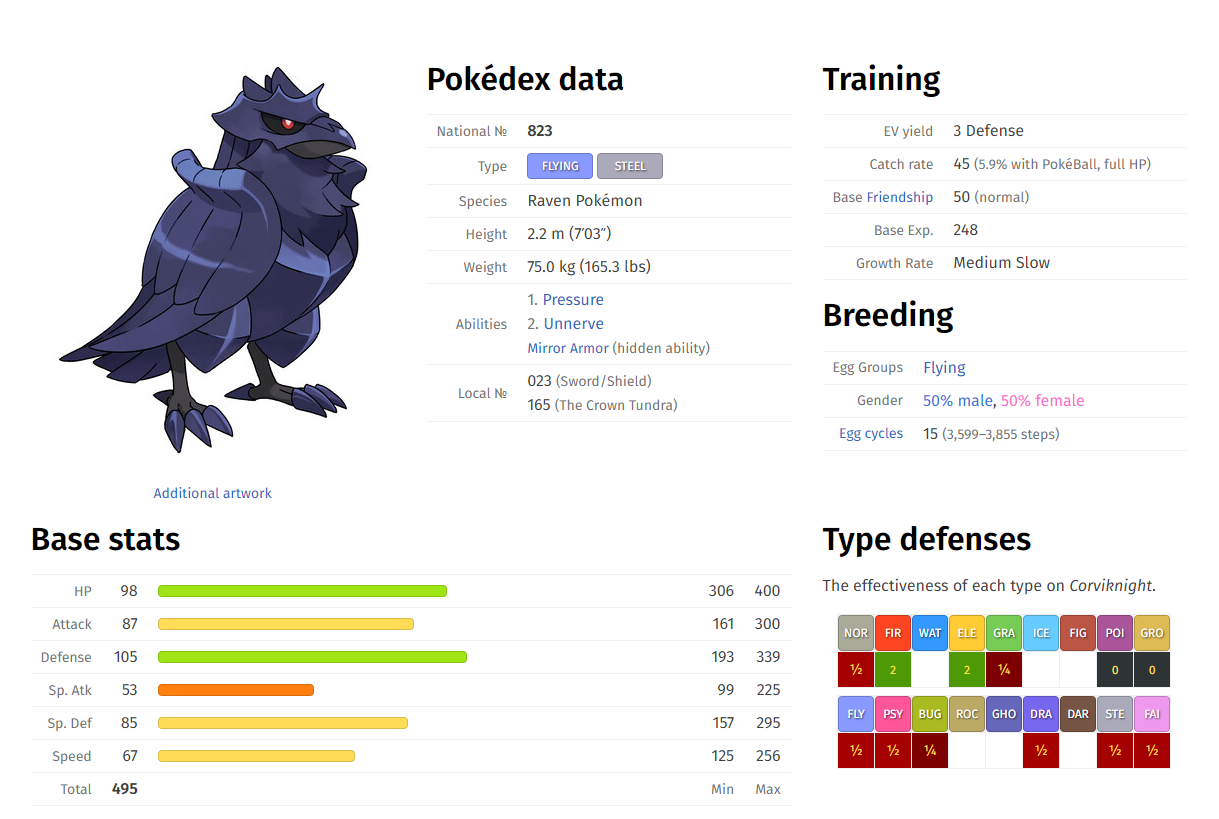 Pokédex data
National № 823
Type FLYING STEEL
Species Raven Pokémon
Height 2.2 m (7′03″)
Weight 75.0 kg (165.3 lbs)
Abilities 1. Pressure
2. Unnerve
Mirror Armor (hidden ability)
Local № 023 (Sword/Shield)
165 (The Crown Tundra)
Additional artwork
Training
EV yield 3 Defense
Catch rate 45 (5.9% with PokéBall, full HP)
Base Friendship 50 (normal)
Base Exp. 248
Growth Rate Medium Slow
Breeding
Egg Groups Flying
Gender 50% male, 50% female
Egg cycles 15 (3,599–3,855 steps)
Base stats
HP 98 306 400
Attack 87 161 300
Defense 105 193 339
Sp. Atk 53 99 225
Sp. Def 85 157 295
Speed 67 125 256
Total 495 Min Max
Type defenses
The effectiveness of each type on Corviknight.
NOR FIR WAT ELE GRA ICE FIG POI GRO
½ 2 2 ¼ 0 0
FLY PSY BUG ROC GHO DRA DAR STE FAI
½ ½ ¼ ½ ½ ½